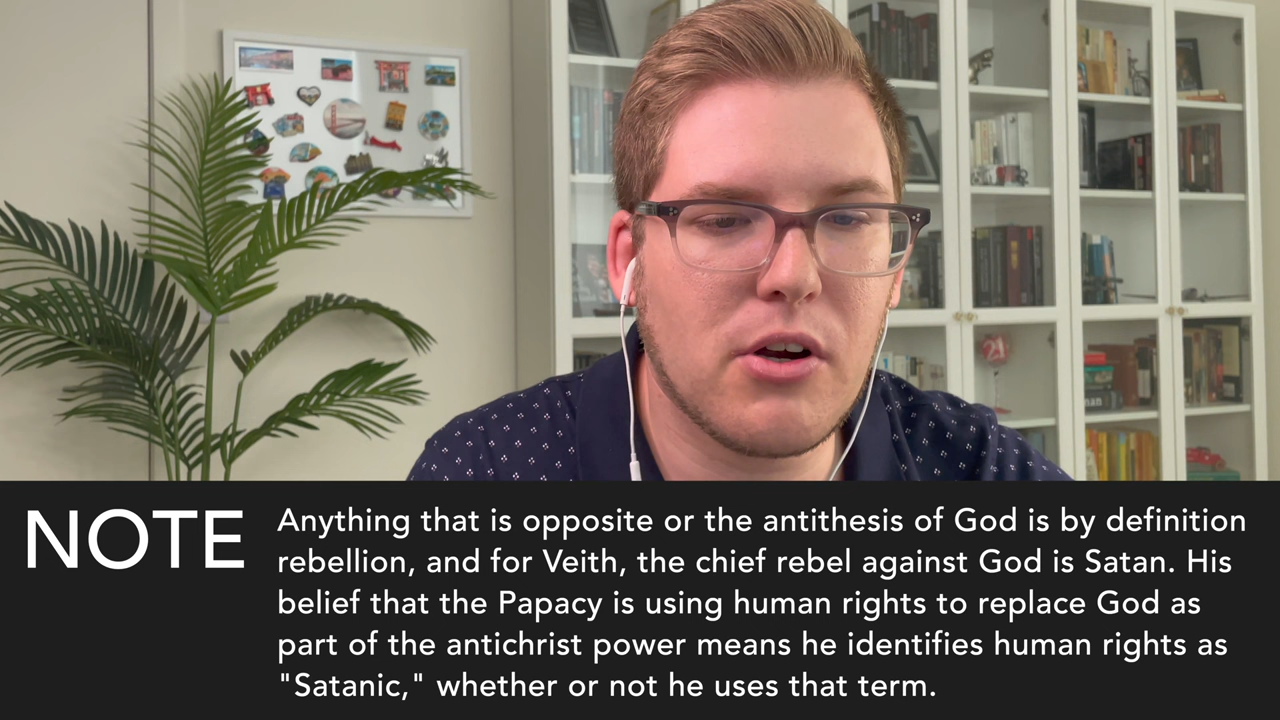 NOTE
Anything that is opposite or the antithesis of God is by definition
rebellion, and for Veith, the chief rebel against God is Satan. His
belief that the Papacy is using human rights to replace God as
part of the antichrist power means he identifies human rights as
"Satanic," whether or not he uses that term.